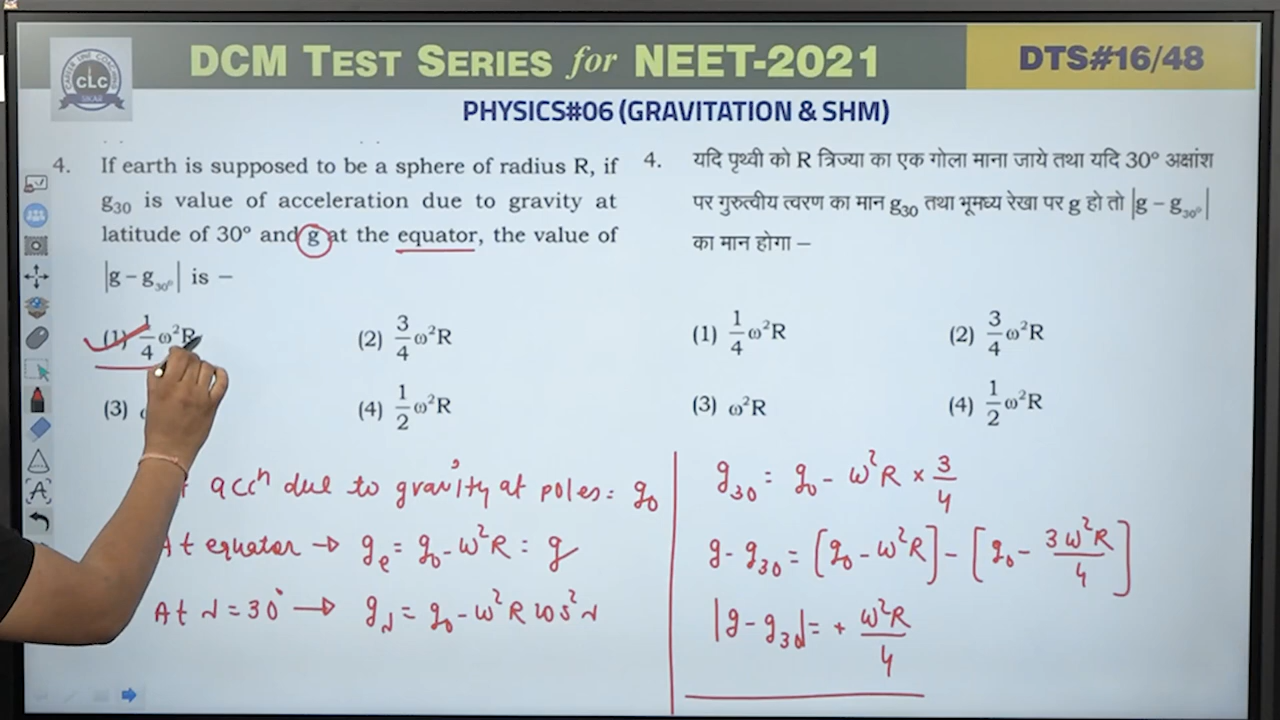 CLC
DCM TEST SERIES for NEET-2021
DTS#16/48
PHYSICS#06 (GRAVITATION & SHM)
4. If earth is supposed to be a sphere of radius R, if
g₃₀ is value of acceleration due to gravity at
latitude of 30° and g at the equator, the value of
|g – g₃₀°| is –
(1) 1/4 ω²R
(2) 3/4 ω²R
(3)
(4) 1/2 ω²R
4. यदि पृथ्वी को R त्रिज्या का एक गोला माना जाये तथा यदि 30° अक्षांश
पर गुरुत्वीय त्वरण का मान g₃₀ तथा भूमध्य रेखा पर g हो तो |g – g₃₀°|
का मान होगा –
(1) 1/4 ω²R
(2) 3/4 ω²R
(3) ω²R
(4) 1/2 ω²R
accⁿ due to gravity at poles = g₀
At equator → gₑ = g₀ - ω²R = g
At λ = 30° → g_λ = g₀ - ω²R cos²λ
g₃₀ = g₀ - ω²R × 3/4
g - g₃₀ = [g₀ - ω²R] - [g₀ - 3ω²R/4]
|g - g₃₀| = + ω²R/4